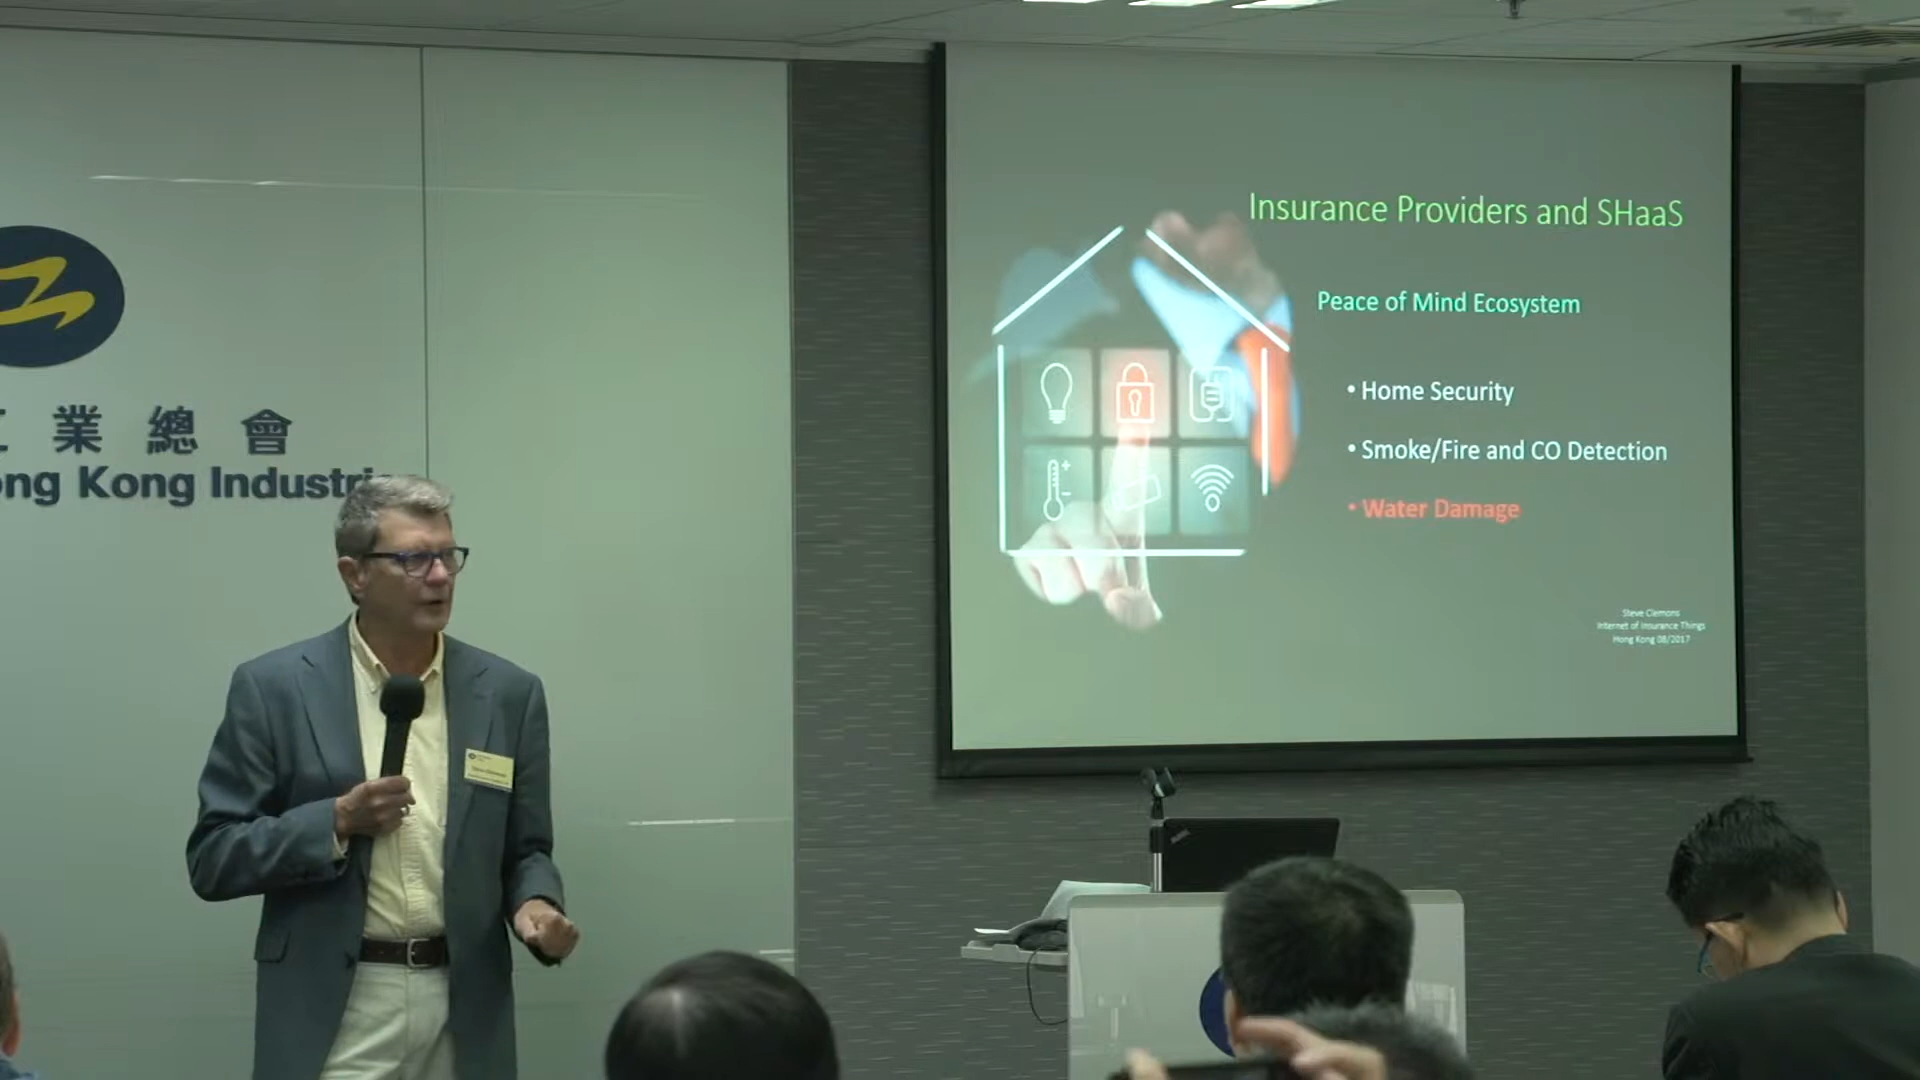 業總會
ong Kong Industri
Insurance Providers and SHaaS
Peace of Mind Ecosystem
• Home Security
• Smoke/Fire and CO Detection
• Water Damage
Steve Clemons
Internet of Insurance Things
Hong Kong 08/2017